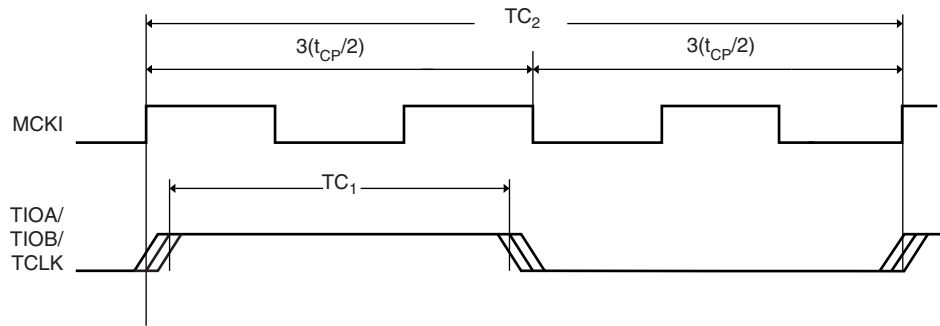 TC2
3(tCP/2) 3(tCP/2)
MCKI
TC1
TIOA/
TIOB/
TCLK